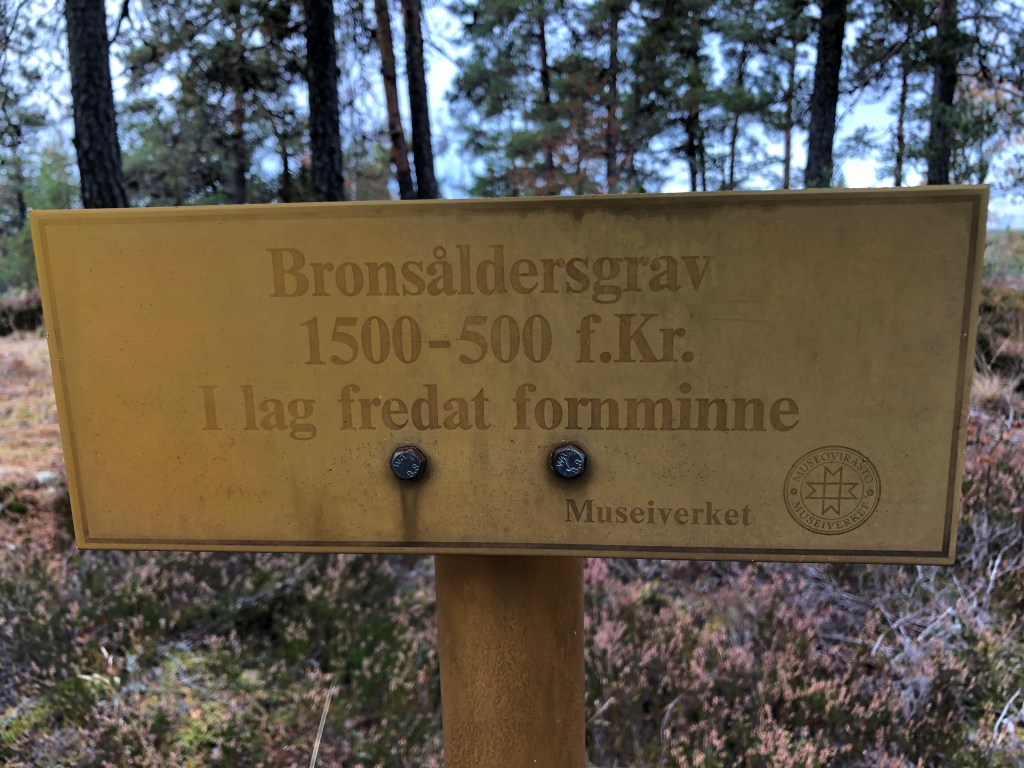 Bronsåldersgrav
1500-500 f.Kr.
I lag fredat fornminne
Museiverket
MUSEOVIRASTO
MUSEIVERKET